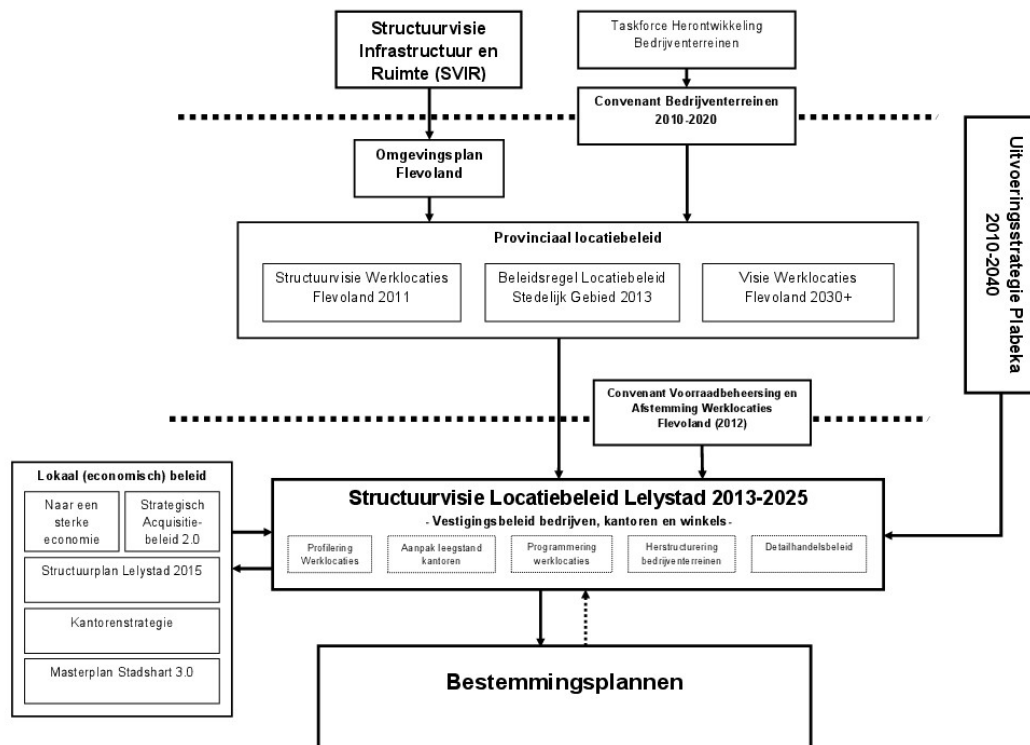 Structuurvisie
Infrastructuur en
Ruimte (SVIR)
Taskforce Herontwikkeling
Bedrijventerreinen
Convenant Bedrijventerreinen
2010-2020
Omgevingsplan
Flevoland
Uitvoeringsstrategie Plabeka
2010-2040
Provinciaal locatiebeleid
Structuurvisie Werklocaties
Flevoland 2011
Beleidsregel Locatiebeleid
Stedelijk Gebied 2013
Visie Werklocaties
Flevoland 2030+
Convenant Voorraadbeheersing en
Afstemming Werklocaties
Flevoland (2012)
Lokaal (economisch) beleid
Naar een
sterke
economie
Strategisch
Acquisitie-
beleid 2.0
Structuurplan Lelystad 2015
Kantorenstrategie
Masterplan Stadshart 3.0
Structuurvisie Locatiebeleid Lelystad 2013-2025
- Vestigingsbeleid bedrijven, kantoren en winkels -
Profilering
Werklocaties
Aanpak leegstand
kantoren
Programmering
werklocaties
Herstructurering
bedrijventerreinen
Detailhandelsbeleid
Bestemmingsplannen